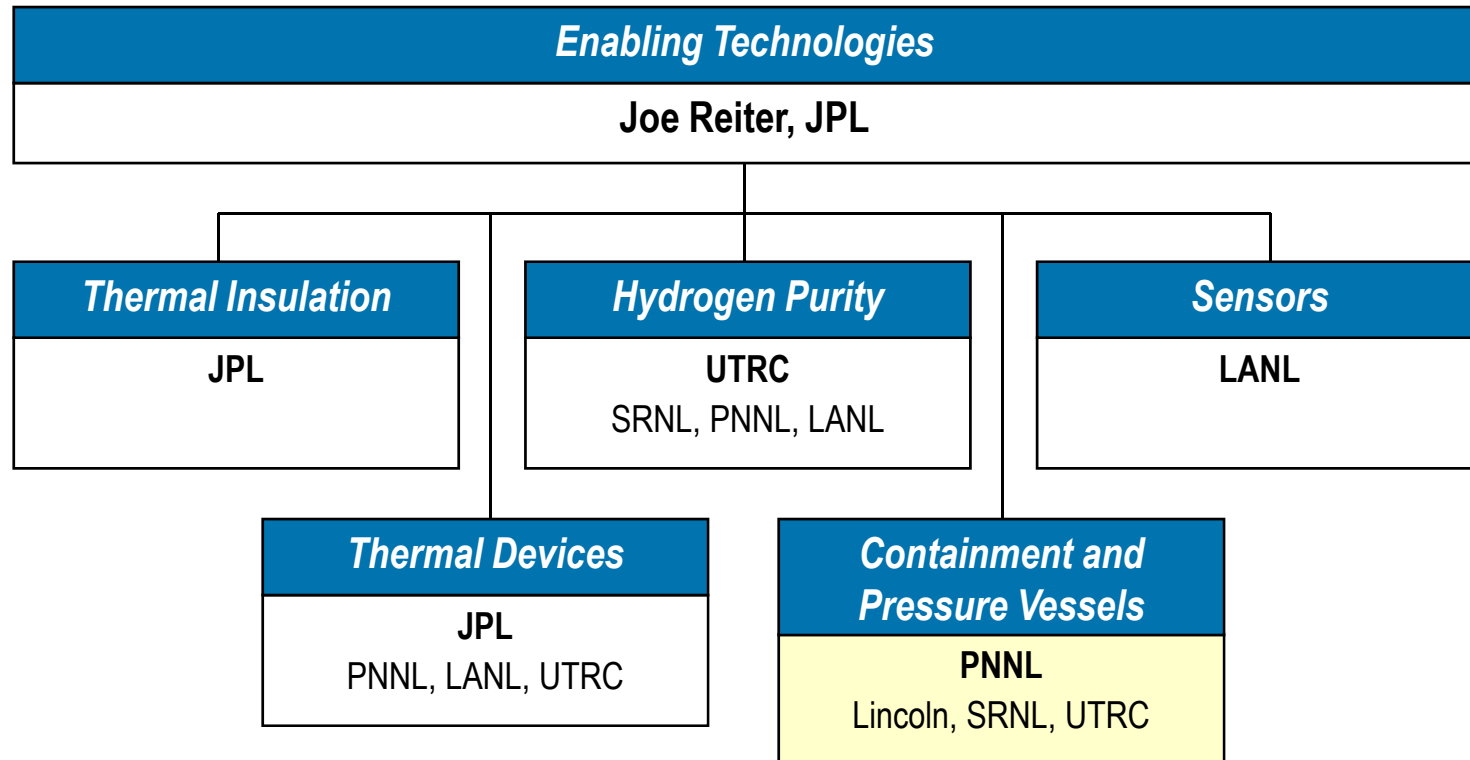 Enabling Technologies
Joe Reiter, JPL
Thermal Insulation
JPL
Hydrogen Purity
UTRC
SRNL, PNNL, LANL
Sensors
LANL
Thermal Devices
JPL
PNNL, LANL, UTRC
Containment and
Pressure Vessels
PNNL
Lincoln, SRNL, UTRC